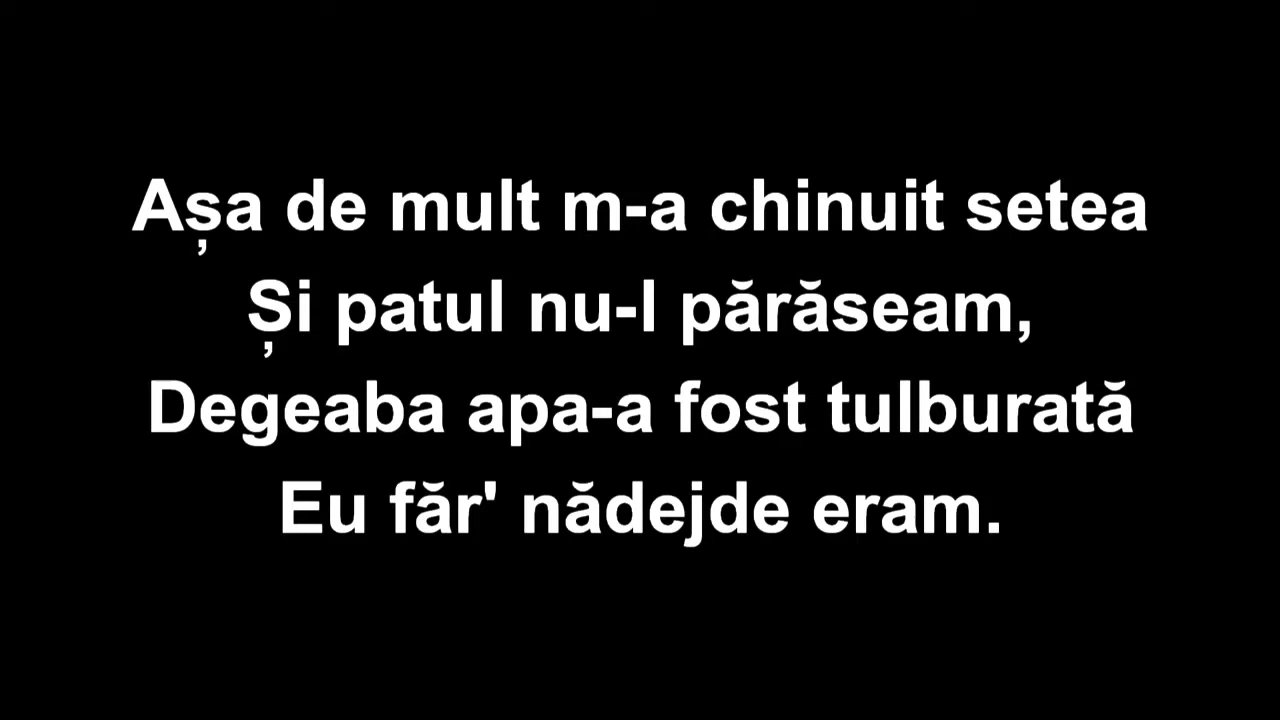 Așa de mult m-a chinuit setea
Și patul nu-l părăseam,
Degeaba apa-a fost tulburată
Eu făr' nădejde eram.